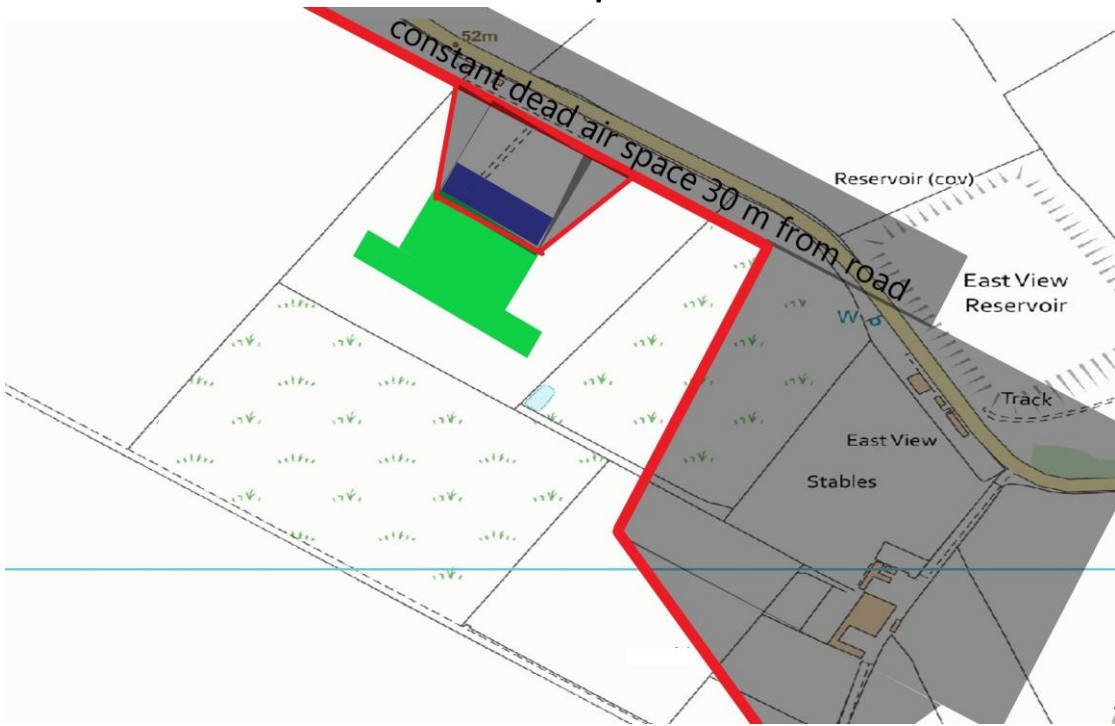 52m
constant dead air space 30 m from road
Reservoir (cov)
East View
Reservoir
W
Track
East View
Stables